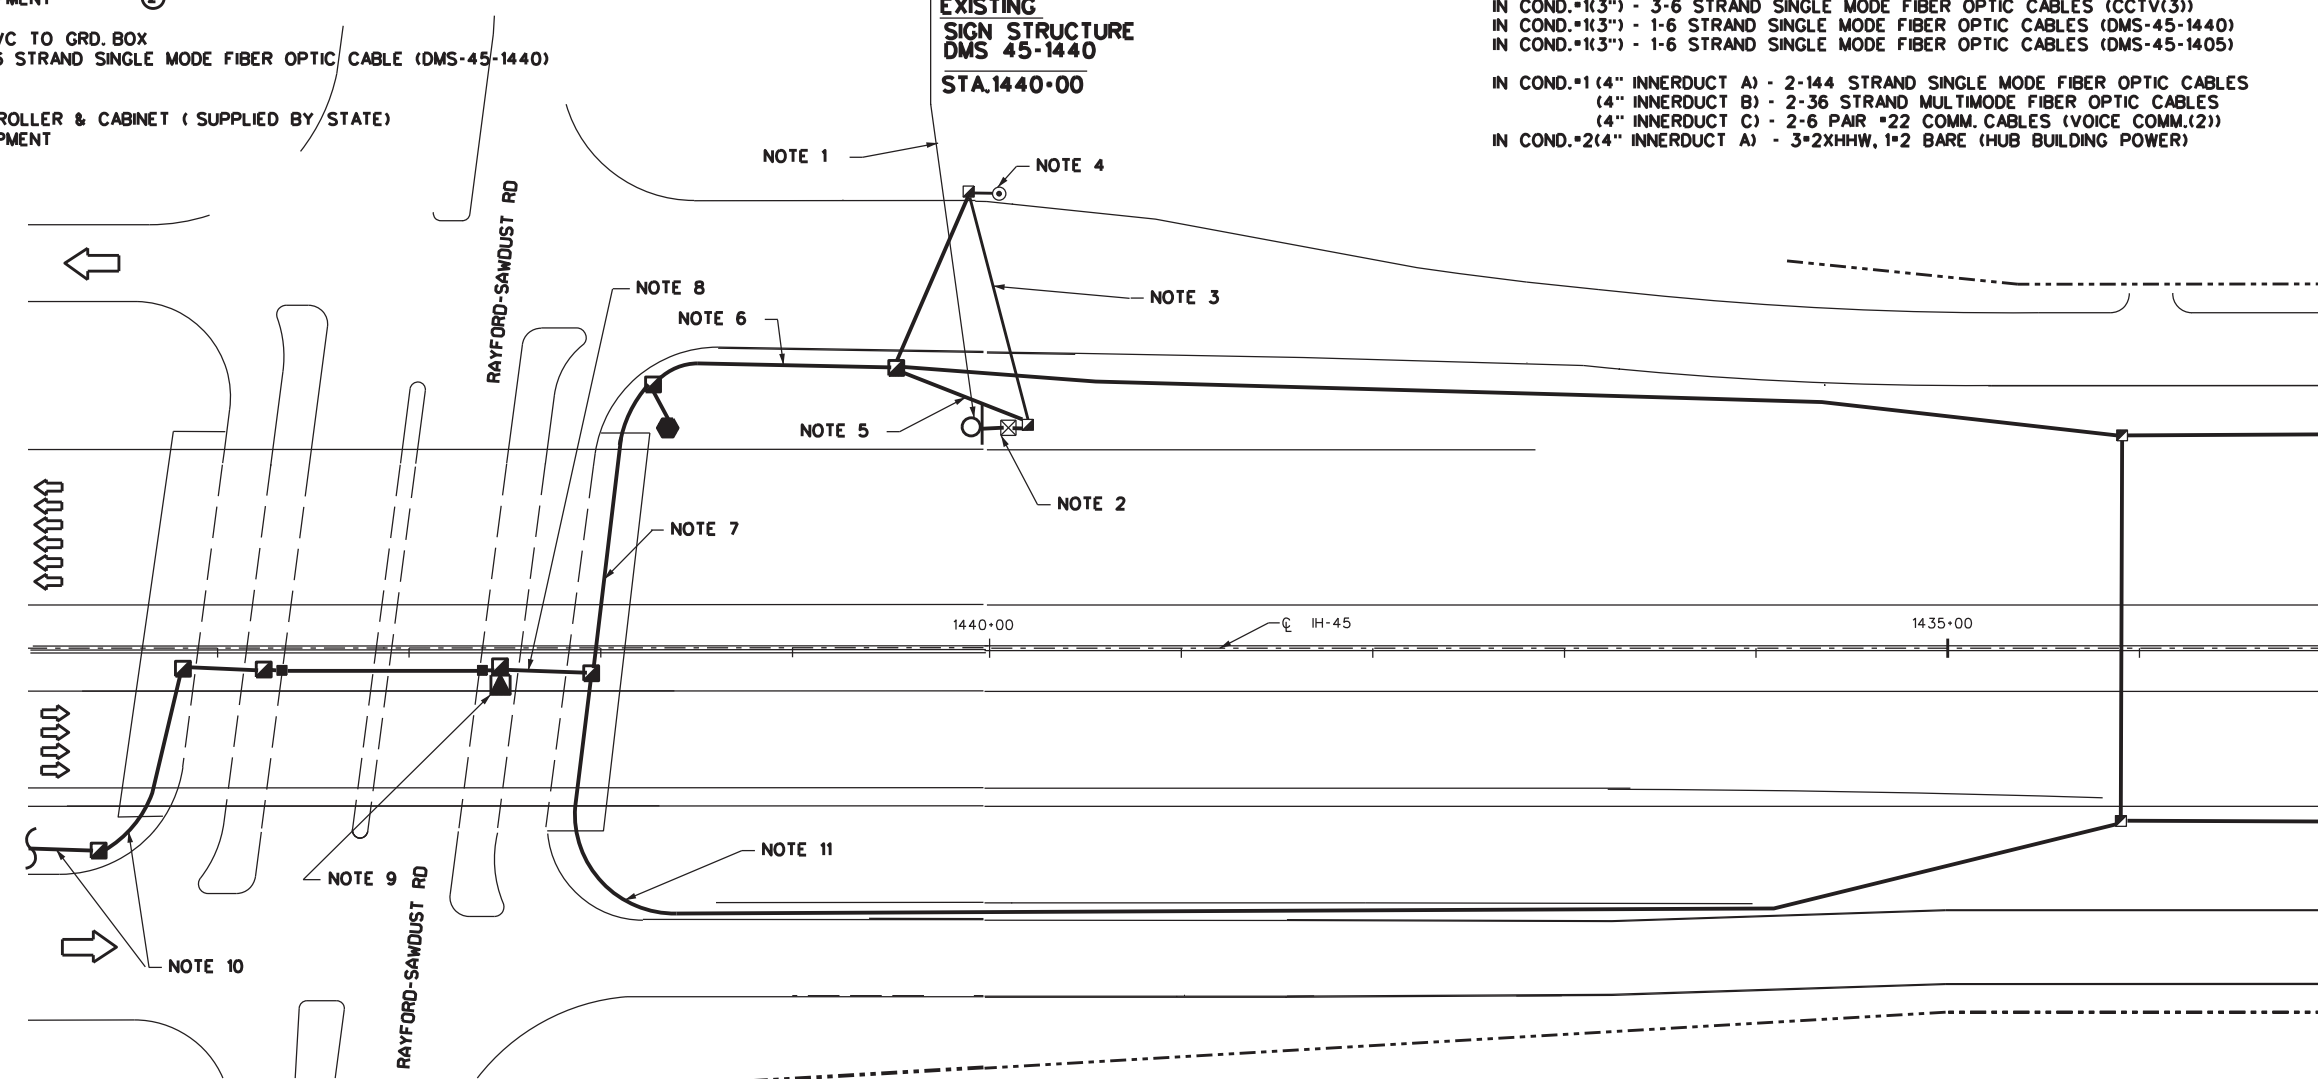 VC TO GRD. BOX
STRAND SINGLE MODE FIBER OPTIC CABLE (DMS-45-1440)
ROLLER & CABINET ( SUPPLIED BY STATE)
PMENT
EXISTING
SIGN STRUCTURE
DMS 45-1440
STA.1440+00
IN COND.#1(3") - 3-6 STRAND SINGLE MODE FIBER OPTIC CABLES (CCTV(3))
IN COND.#1(3") - 1-6 STRAND SINGLE MODE FIBER OPTIC CABLES (DMS-45-1440)
IN COND.#1(3") - 1-6 STRAND SINGLE MODE FIBER OPTIC CABLES (DMS-45-1405)
IN COND.#1 (4" INNERDUCT A) - 2-144 STRAND SINGLE MODE FIBER OPTIC CABLES
(4" INNERDUCT B) - 2-36 STRAND MULTIMODE FIBER OPTIC CABLES
(4" INNERDUCT C) - 2-6 PAIR #22 COMM. CABLES (VOICE COMM.(2))
IN COND.#2(4" INNERDUCT A) - 3#2XHHW, 1#2 BARE (HUB BUILDING POWER)
NOTE 1
NOTE 4
RAYFORD-SAWDUST RD
NOTE 8
NOTE 3
NOTE 6
NOTE 5
NOTE 2
NOTE 7
1440+00
℄ IH-45
1435+00
NOTE 11
NOTE 9
RAYFORD-SAWDUST RD
NOTE 10